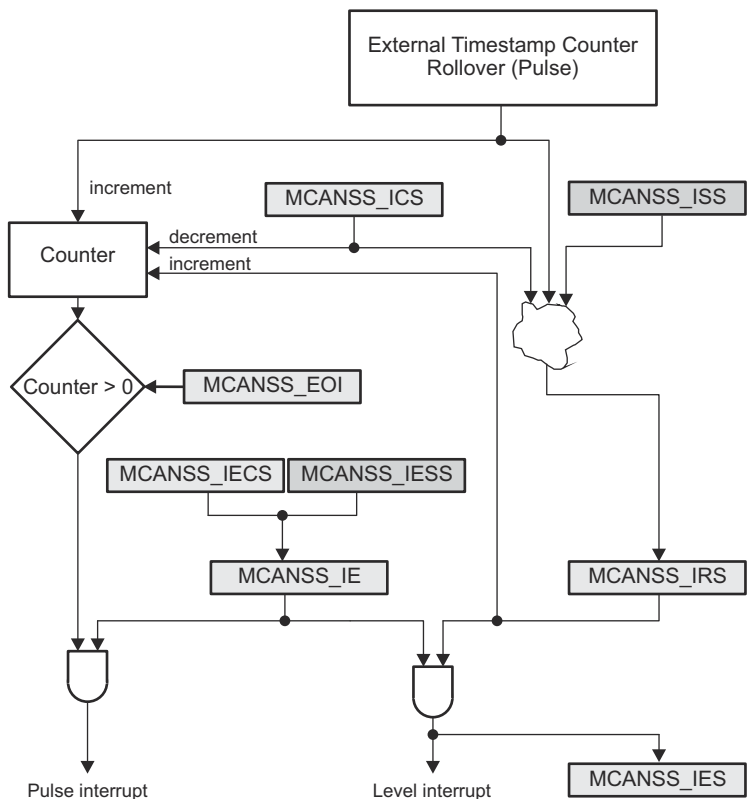 External Timestamp Counter
Rollover (Pulse)
increment
MCANSS_ICS
MCANSS_ISS
decrement
Counter
increment
Counter > 0
MCANSS_EOI
MCANSS_IECS
MCANSS_IESS
MCANSS_IE
MCANSS_IRS
Pulse interrupt
Level interrupt
MCANSS_IES